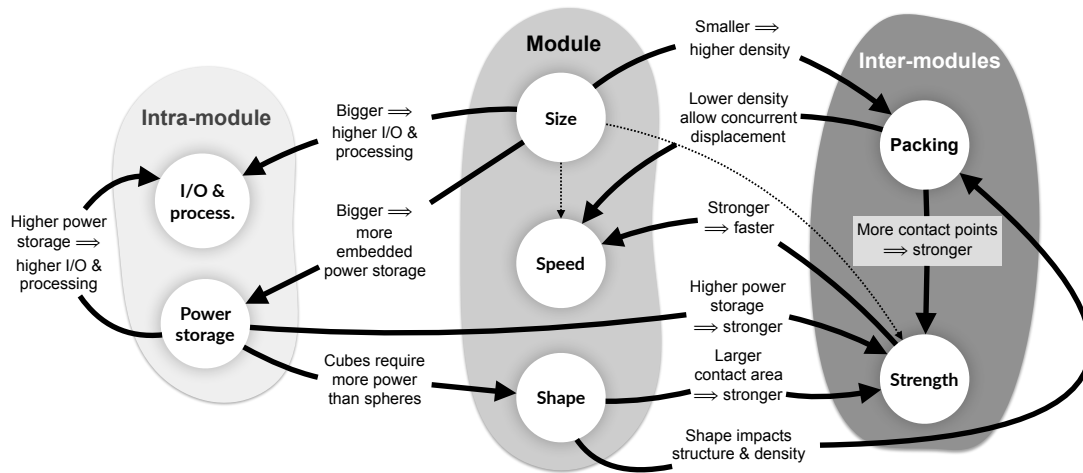 Smaller ⟹
higher density
Module
Inter-modules
Intra-module
Bigger ⟹
higher I/O &
processing
Size
Lower density
allow concurrent
displacement
Packing
I/O &
process.
Higher power
storage ⟹
higher I/O &
processing
Bigger ⟹
more
embedded
power storage
Speed
Stronger
⟹ faster
More contact points
⟹ stronger
Power
storage
Higher power
storage
⟹ stronger
Cubes require
more power
than spheres
Shape
Larger
contact area
⟹ stronger
Strength
Shape impacts
structure & density